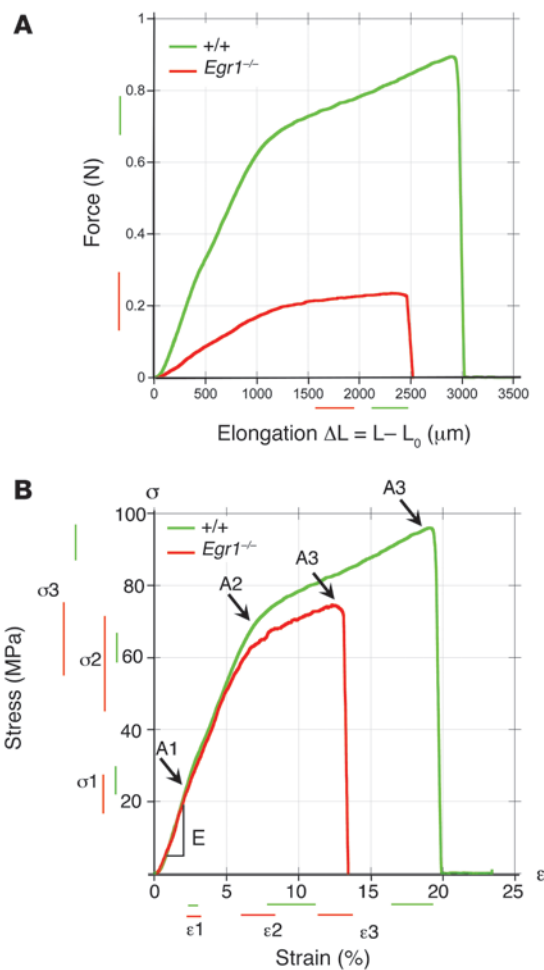 A
+/+
Egr1⁻/⁻
1
0.8
0.6
0.4
0.2
0
Force (N)
0 500 1000 1500 2000 2500 3000 3500
Elongation ΔL = L– L₀ (μm)
B
σ
+/+
Egr1⁻/⁻
A3
A3
A2
A1
E
100
80
60
40
20
0
σ3
σ2
σ1
Stress (MPa)
0 5 10 15 20 25
ε
ε1 ε2 ε3
Strain (%)